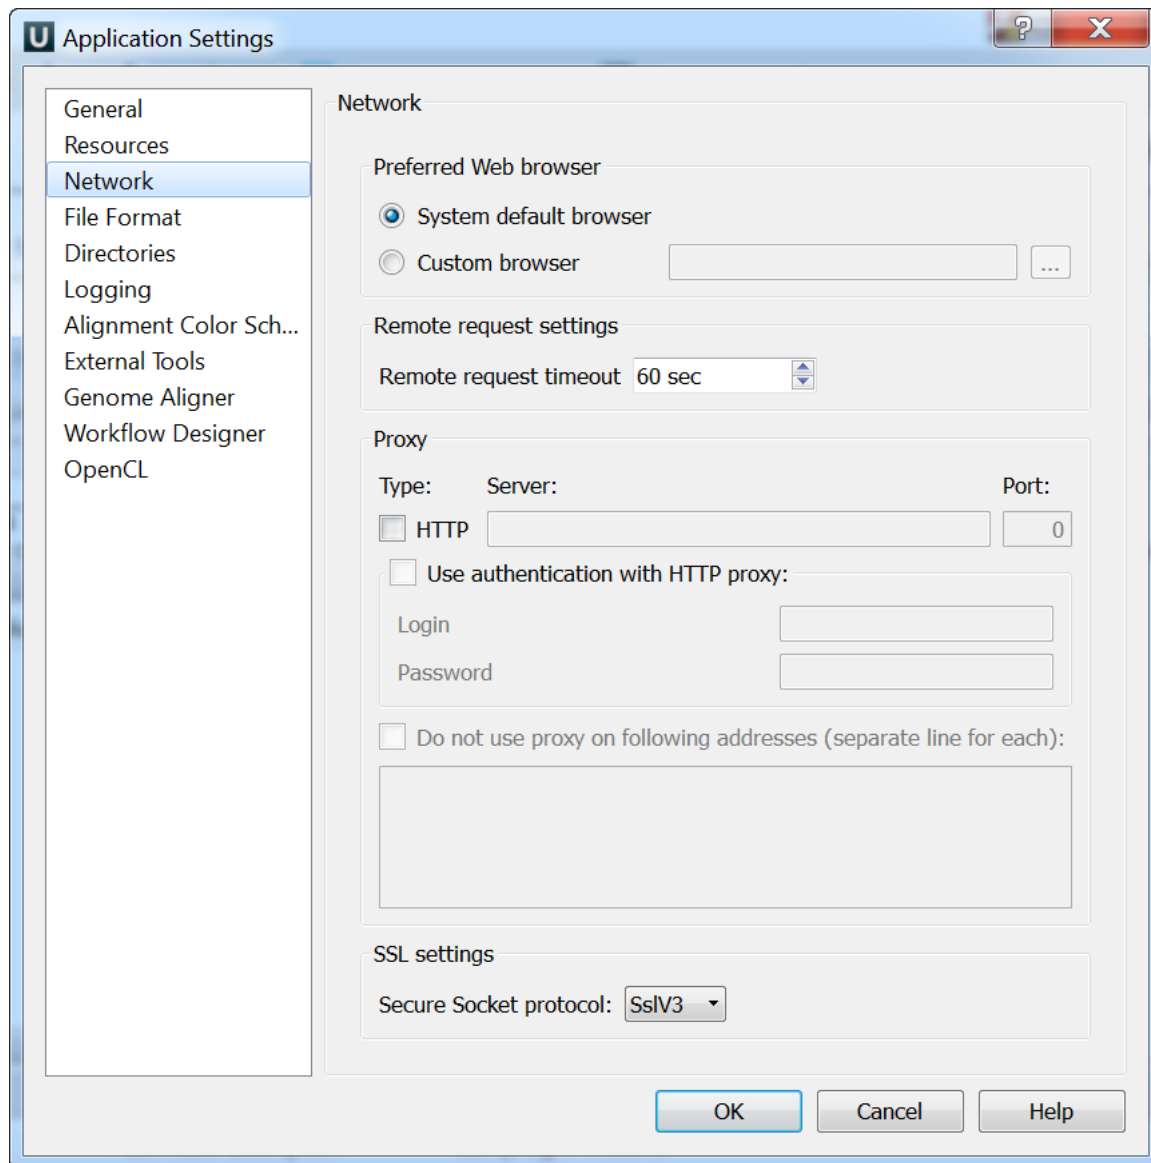 U Application Settings
General
Resources
Network
File Format
Directories
Logging
Alignment Color Sch...
External Tools
Genome Aligner
Workflow Designer
OpenCL
Network
Preferred Web browser
System default browser
Custom browser ...
Remote request settings
Remote request timeout 60 sec
Proxy
Type: Server: Port:
HTTP 0
Use authentication with HTTP proxy:
Login
Password
Do not use proxy on following addresses (separate line for each):
SSL settings
Secure Socket protocol: SslV3
OK Cancel Help